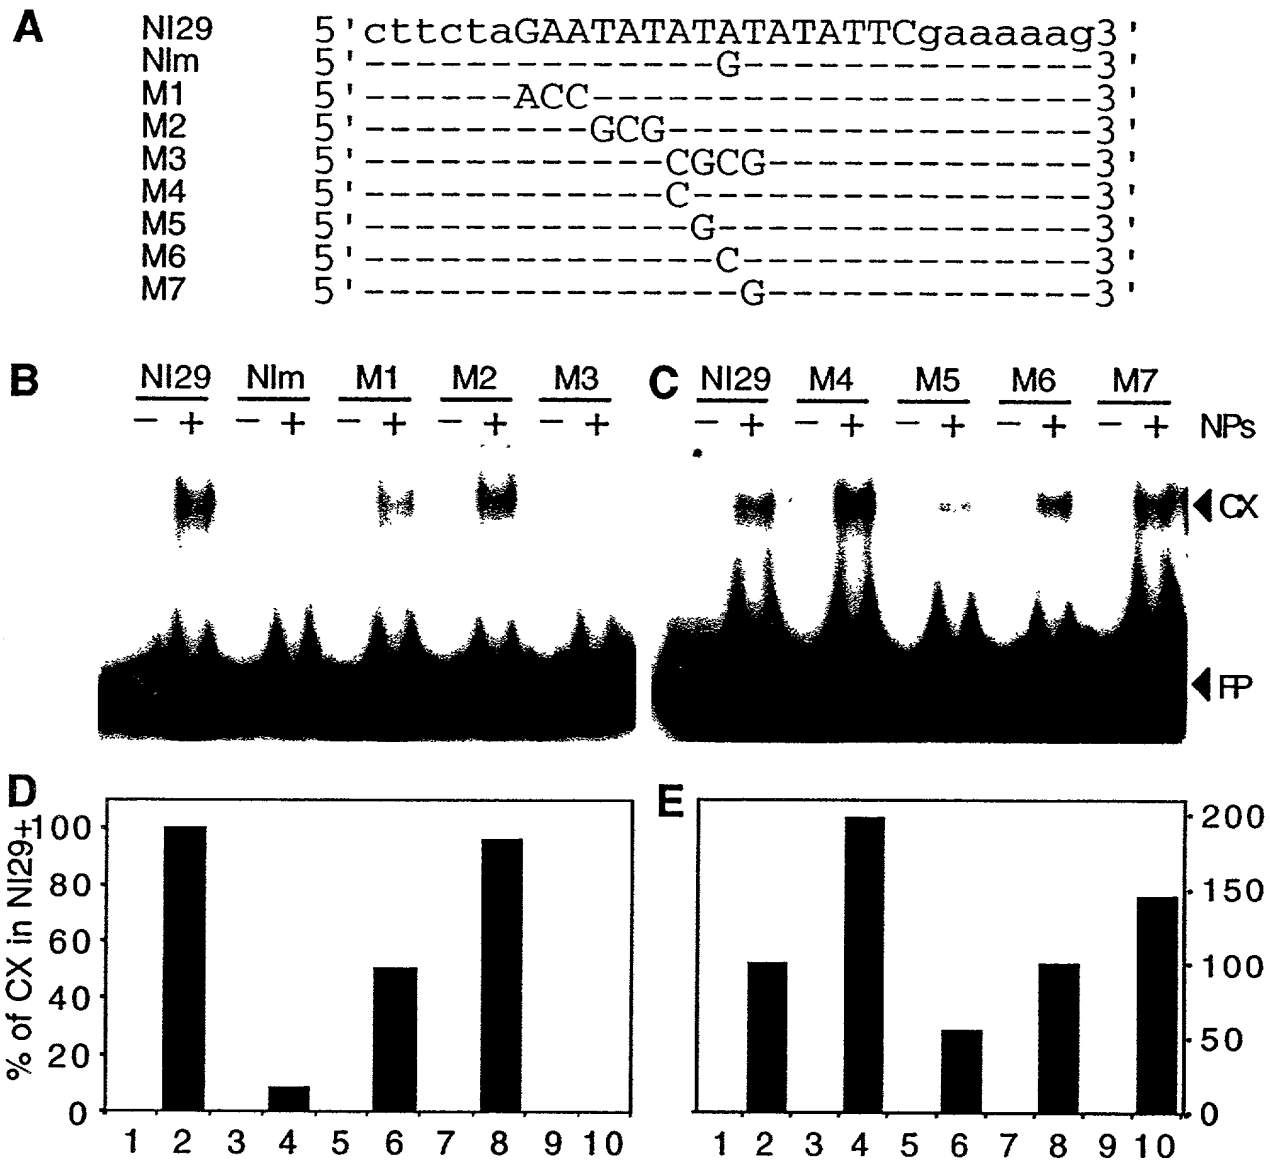 A
NI29 5'cttctaGAATATATATATATTCgaaaaag3'
NIm 5'--------------G--------------3'
M1 5'------ACC--------------------3'
M2 5'---------GCG-----------------3'
M3 5'------------CGCG-------------3'
M4 5'------------C----------------3'
M5 5'-------------G---------------3'
M6 5'--------------C--------------3'
M7 5'---------------G-------------3'
B NI29 NIm M1 M2 M3
- + - + - + - + - +
C NI29 M4 M5 M6 M7
- + - + - + - + - + NPs
CX
FP
D
% of CX in NI29+
100
80
60
40
20
0
1 2 3 4 5 6 7 8 9 10
E
200
150
100
50
0
1 2 3 4 5 6 7 8 9 10